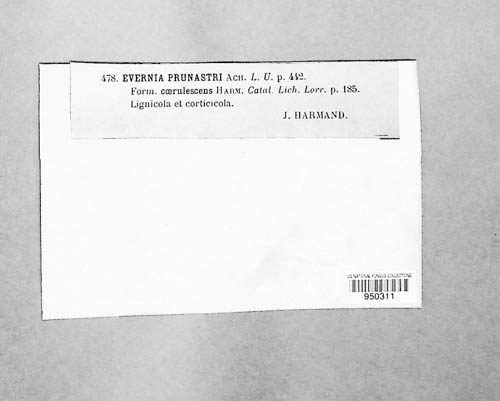 478. EVERNIA PRUNASTRI Ach. L. U. p. 442.
Form. cœrulescens Harm. Catal. Lich. Lorr. p. 185.
Lignicola et corticicola.
J. HARMAND.
US NATIONAL FUNGUS COLLECTIONS
950311